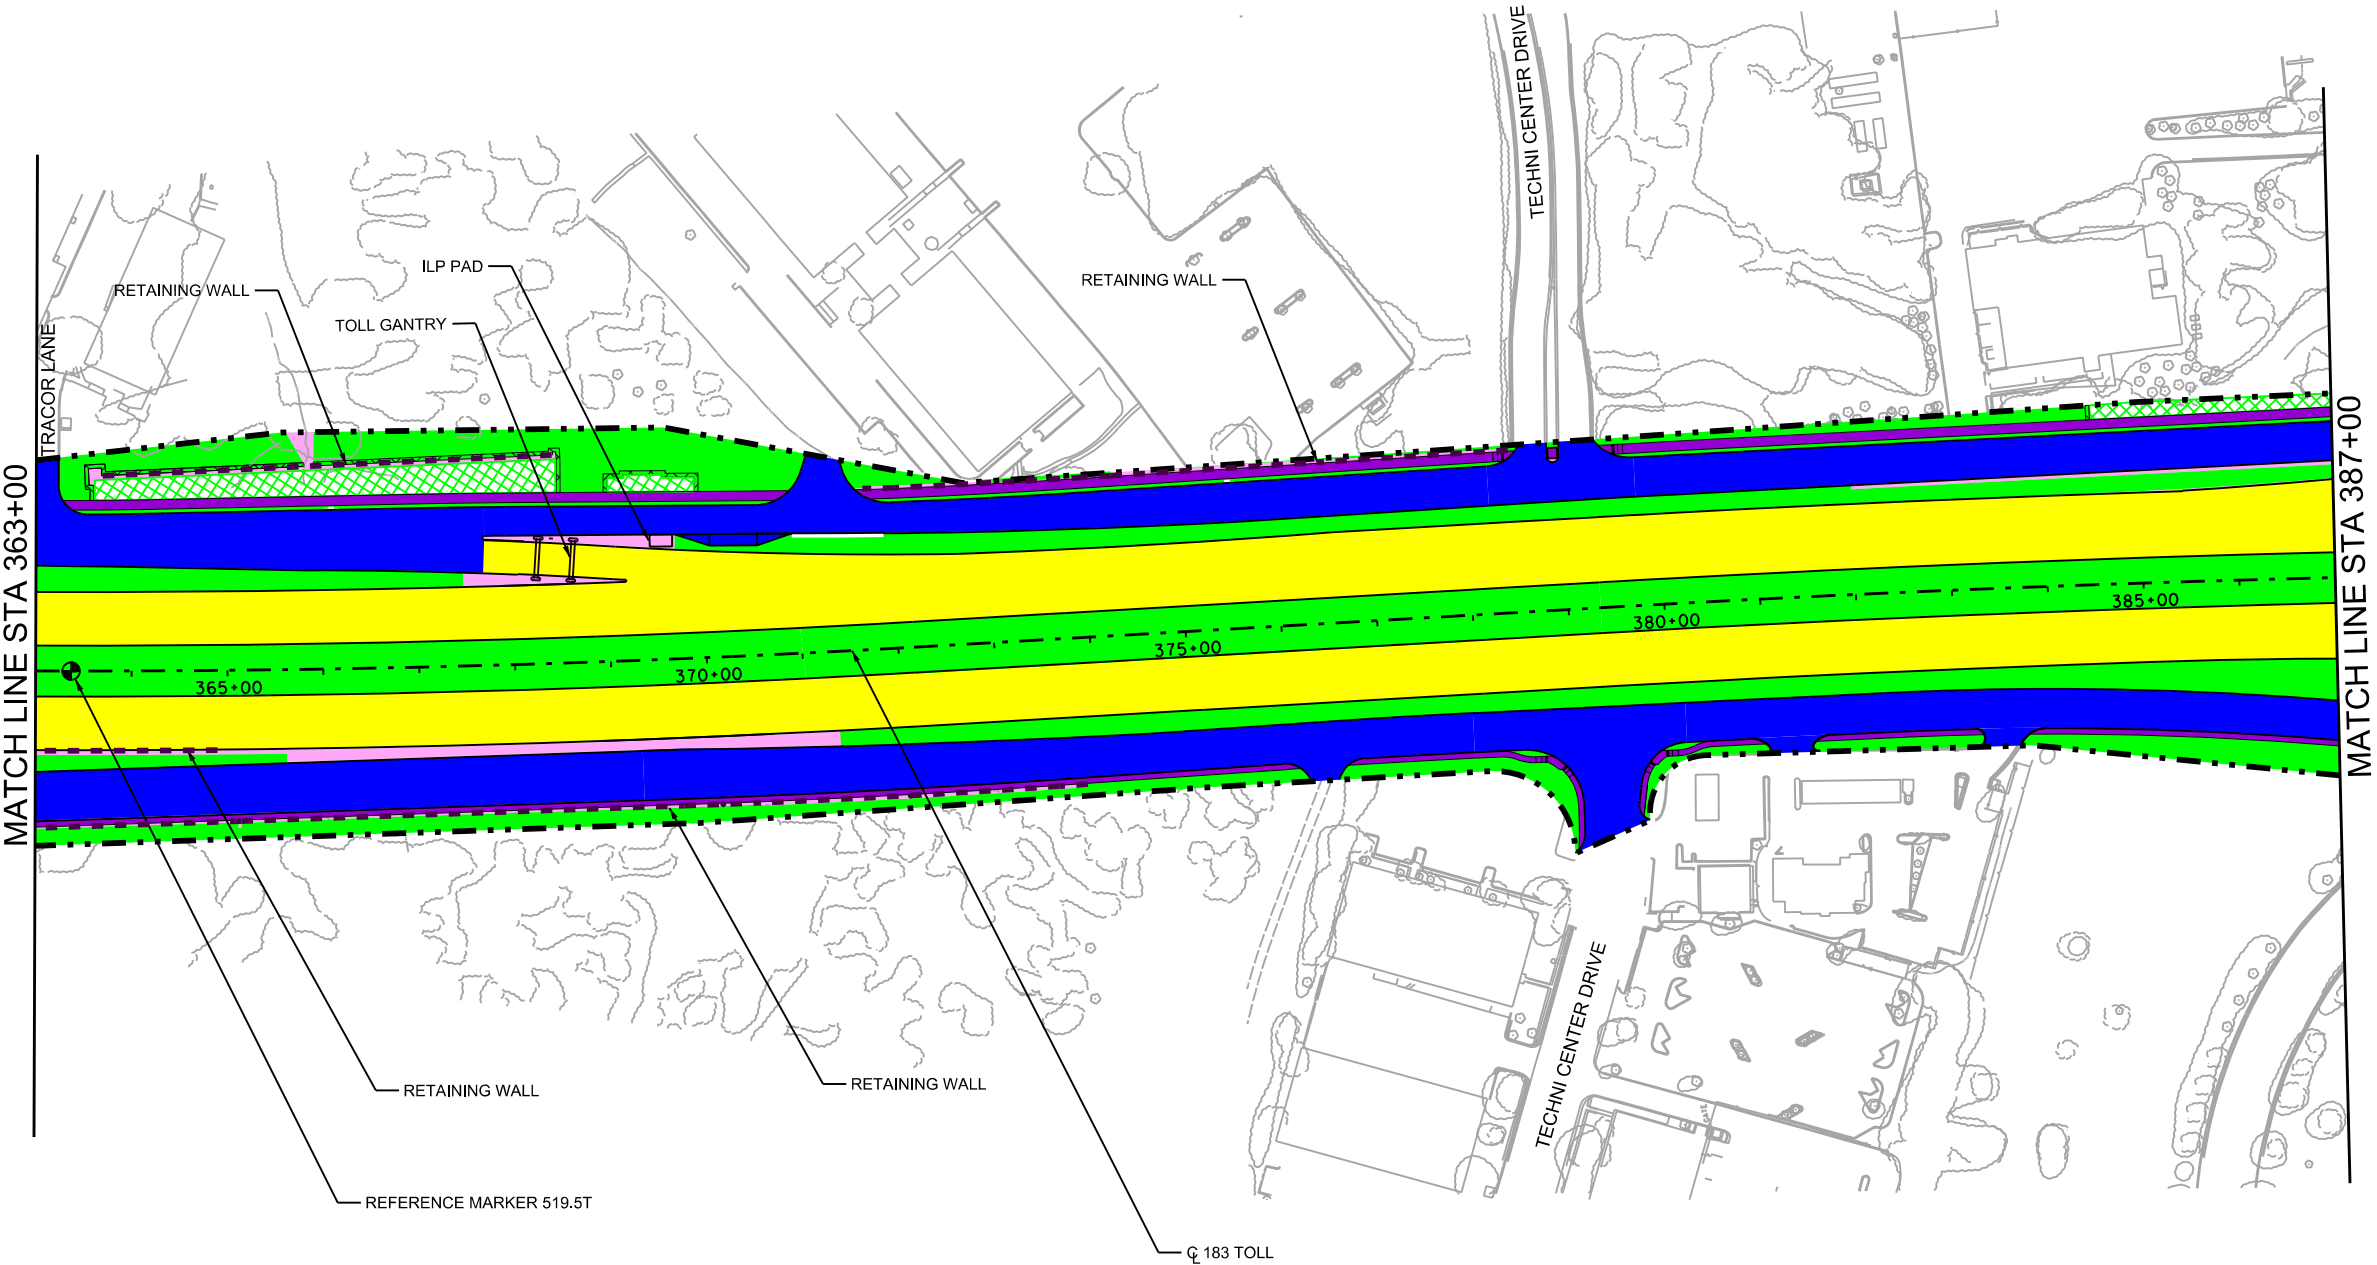 TECHNI CENTER DRIVE
ILP PAD
RETAINING WALL
RETAINING WALL
TOLL GANTRY
TRACOR LANE
MATCH LINE STA 363+00
MATCH LINE STA 387+00
385+00
380+00
375+00
370+00
365+00
RETAINING WALL
RETAINING WALL
TECHNI CENTER DRIVE
GATE
REFERENCE MARKER 519.5T
℄ 183 TOLL